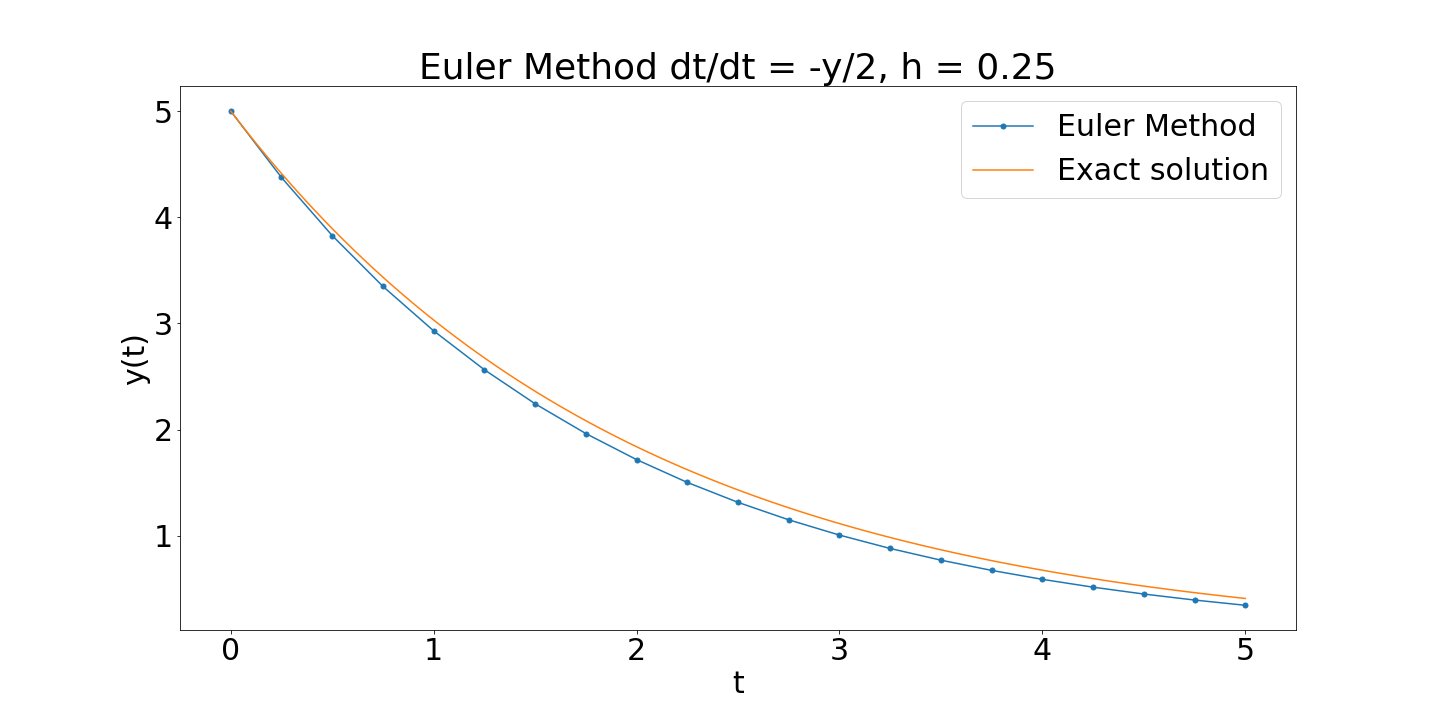 Euler Method dt/dt = -y/2, h = 0.25
Euler Method
Exact solution
5
4
3
2
1
y(t)
0 1 2 3 4 5
t